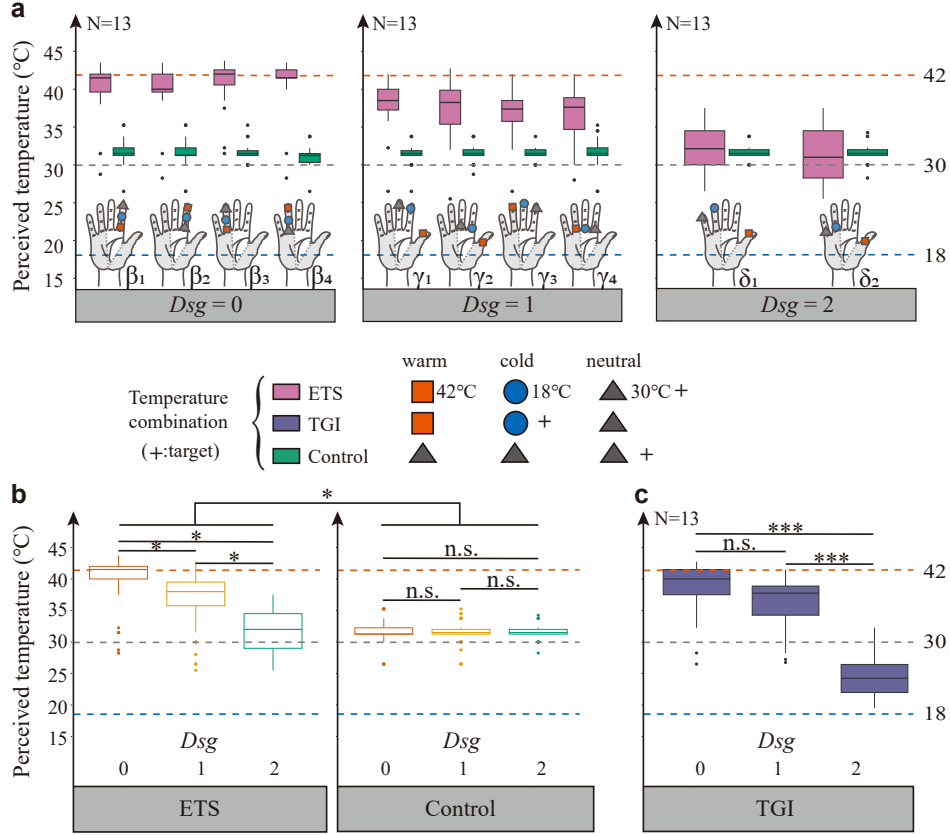 a
N=13
N=13
N=13
Perceived temperature (℃)
45
40
35
30
25
20
15
42
30
18
β1
β2
β3
β4
γ1
γ2
γ3
γ4
δ1
δ2
Dsg = 0
Dsg = 1
Dsg = 2
warm
cold
neutral
Temperature
combination
(+:target)
ETS
42℃
18℃
30℃ +
TGI
+
Control
+
b
c
*
N=13
Perceived temperature (℃)
45
40
35
30
25
20
15
*
*
*
n.s.
n.s.
n.s.
***
n.s.
***
42
30
18
Dsg
Dsg
Dsg
0
1
2
0
1
2
0
1
2
ETS
Control
TGI